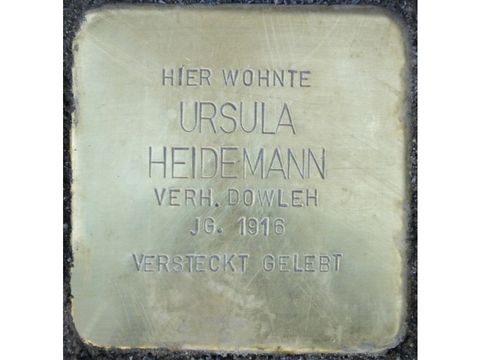 HIER WOHNTE
URSULA
HEIDEMANN
VERH. DOWLEH
JG. 1916
VERSTECKT GELEBT